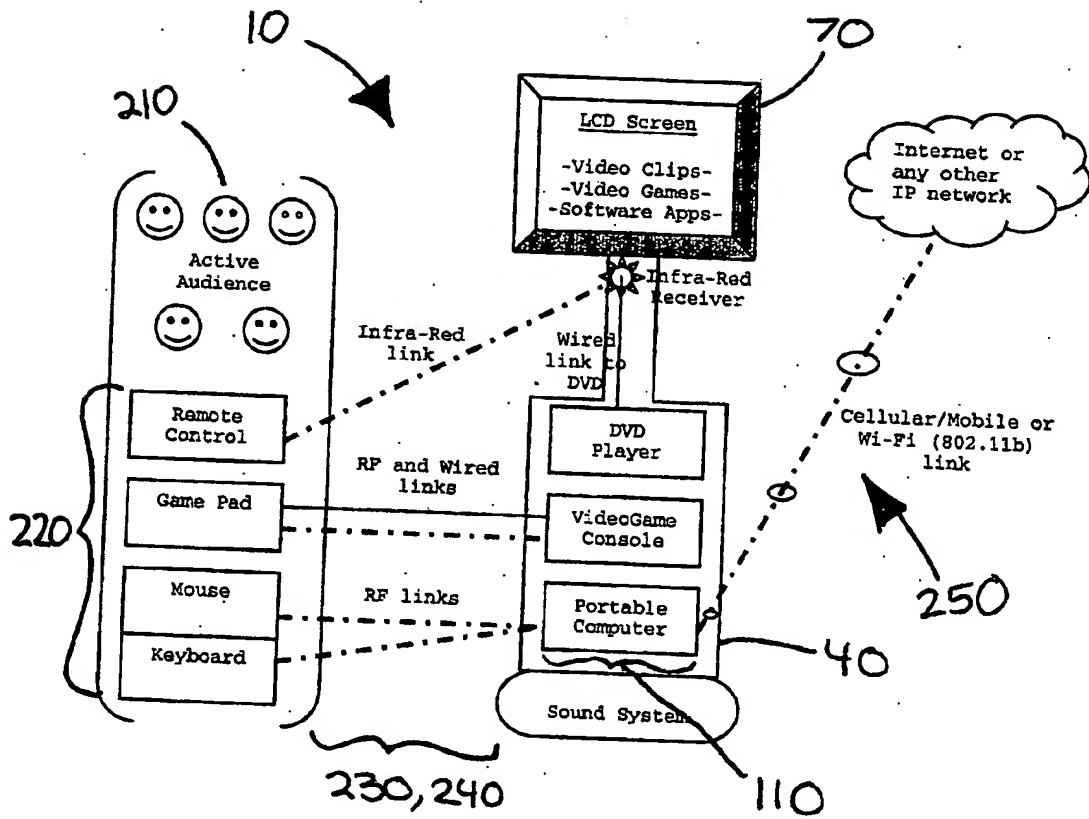 10
70
210
LCD Screen
-Video Clips-
-Video Games-
-Software Apps-
Internet or
any other
IP network
Active
Audience
Infra-Red
Receiver
Infra-Red
link
Wired
link to
DVD
Remote
Control
DVD
Player
Cellular/Mobile or
Wi-Fi (802.11b)
link
RF and Wired
links
Game Pad
VideoGame
Console
220
250
Mouse
RF links
Portable
Computer
Keyboard
40
Sound System
230, 240
110